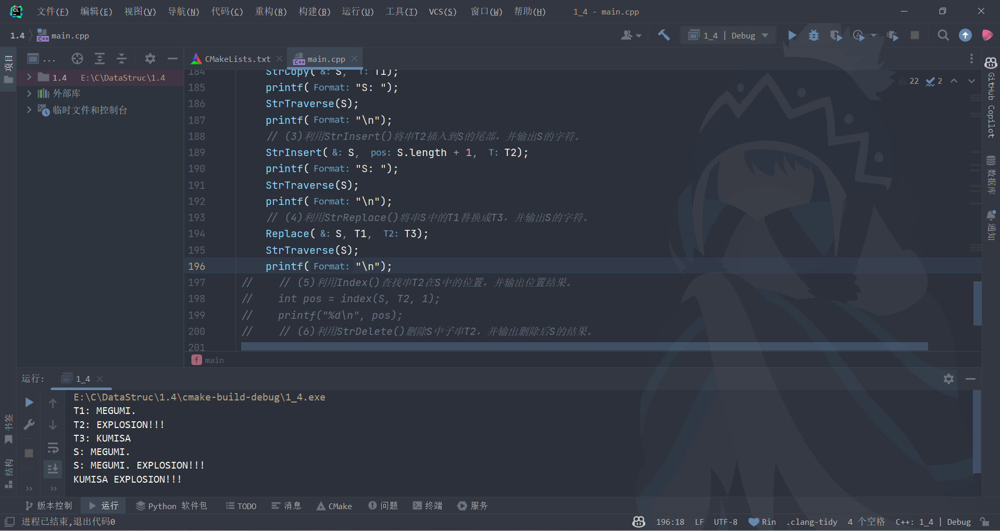 文件(F) 编辑(E) 视图(V) 导航(N) 代码(C) 重构(R) 构建(B) 运行(U) 工具(T) VCS(S) 窗口(W) 帮助(H) 1_4 - main.cpp
1.4 main.cpp 1_4 | Debug
项目
...
CMakeLists.txt main.cpp
1.4 E:\C\DataStruc\1.4
外部库
临时文件和控制台
22 2
184 StrCopy( &: S, T: T1);
185 printf( Format: "S: ");
186 StrTraverse(S);
187 printf( Format: "\n");
188 // (3)利用StrInsert()将串T2插入到S的尾部，并输出S的字符。
189 StrInsert( &: S, pos: S.length + 1, T: T2);
190 printf( Format: "S: ");
191 StrTraverse(S);
192 printf( Format: "\n");
193 // (4)利用StrReplace()将串S中的T1替换成T3，并输出S的字符。
194 Replace( &: S, T1, T2: T3);
195 StrTraverse(S);
196 printf( Format: "\n");
197 // // (5)利用Index()查找串T2在S中的位置，并输出位置结果。
198 // int pos = index(S, T2, 1);
199 // printf("%d\n", pos);
200 // // (6)利用StrDelete()删除S中子串T2，并输出删除后S的结果。
201
f main
GitHub Copilot
数据库
通知
运行: 1_4
E:\C\DataStruc\1.4\cmake-build-debug\1_4.exe
T1: MEGUMI.
T2: EXPLOSION!!!
T3: KUMISA
S: MEGUMI.
S: MEGUMI. EXPLOSION!!!
KUMISA EXPLOSION!!!
书签
结构
版本控制 运行 Python 软件包 TODO 消息 CMake 问题 终端 服务
进程已结束,退出代码0 196:18 LF UTF-8 Rin .clang-tidy 4 个空格 C++: 1_4 | Debug